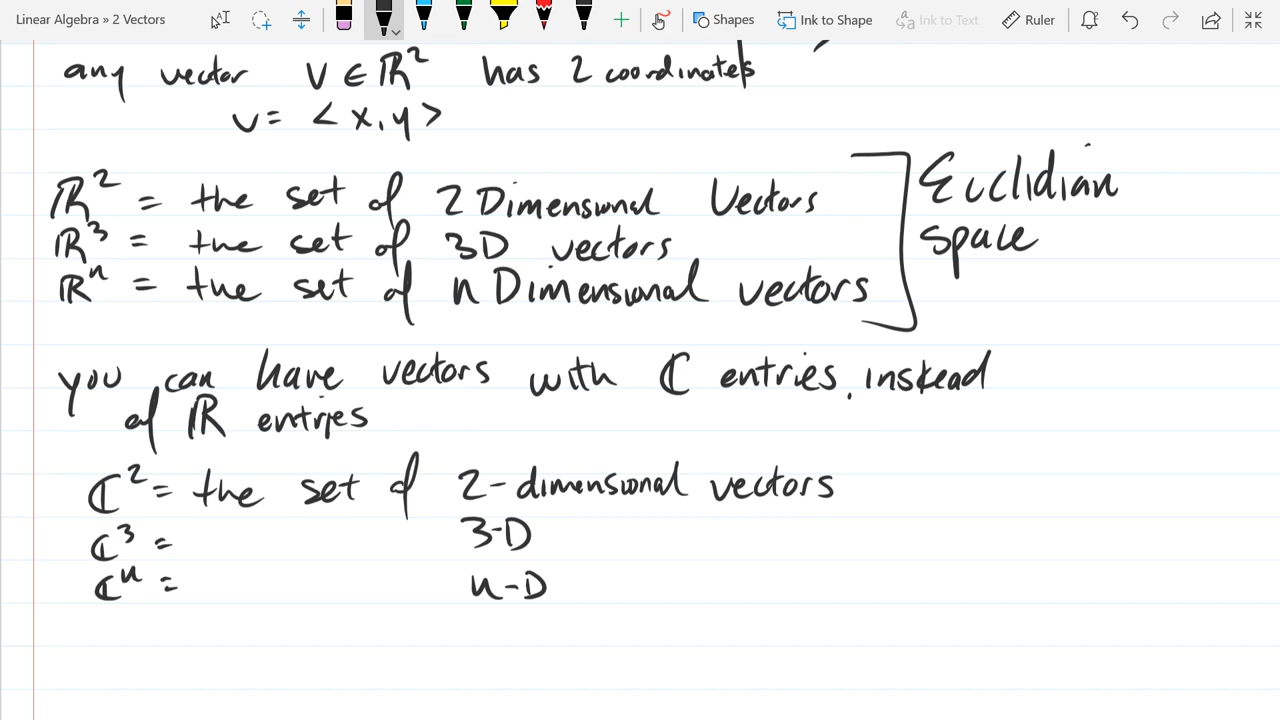 Linear Algebra » 2 Vectors
Shapes
Ink to Shape
Ink to Text
Ruler
any vector V ∈ ℝ² has 2 coordinates
v = < x, y >
ℝ² = the set of 2 Dimensional Vectors
ℝ³ = the set of 3D vectors
ℝⁿ = the set of n Dimensional vectors
Euclidian
space
you can have vectors with ℂ entries, instead
of ℝ entries
ℂ² = the set of 2-dimensional vectors
ℂ³ = 3-D
ℂⁿ = n-D